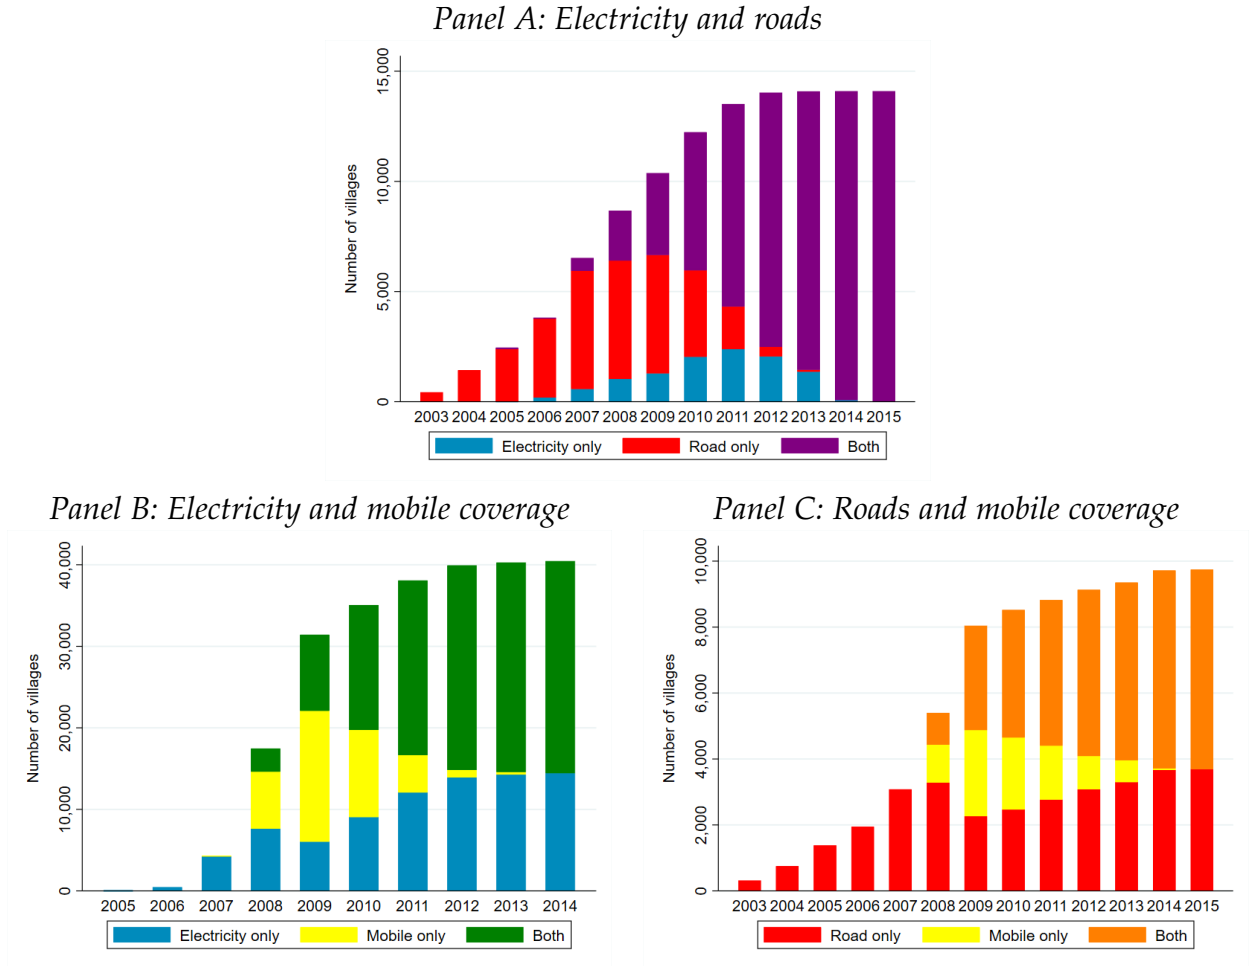 Panel A: Electricity and roads
Number of villages
15,000
10,000
5,000
0
2003 2004 2005 2006 2007 2008 2009 2010 2011 2012 2013 2014 2015
Electricity only Road only Both
Panel B: Electricity and mobile coverage
Number of villages
40,000
30,000
20,000
10,000
0
2005 2006 2007 2008 2009 2010 2011 2012 2013 2014
Electricity only Mobile only Both
Panel C: Roads and mobile coverage
Number of villages
10,000
8,000
6,000
4,000
2,000
0
2003 2004 2005 2006 2007 2008 2009 2010 2011 2012 2013 2014 2015
Road only Mobile only Both